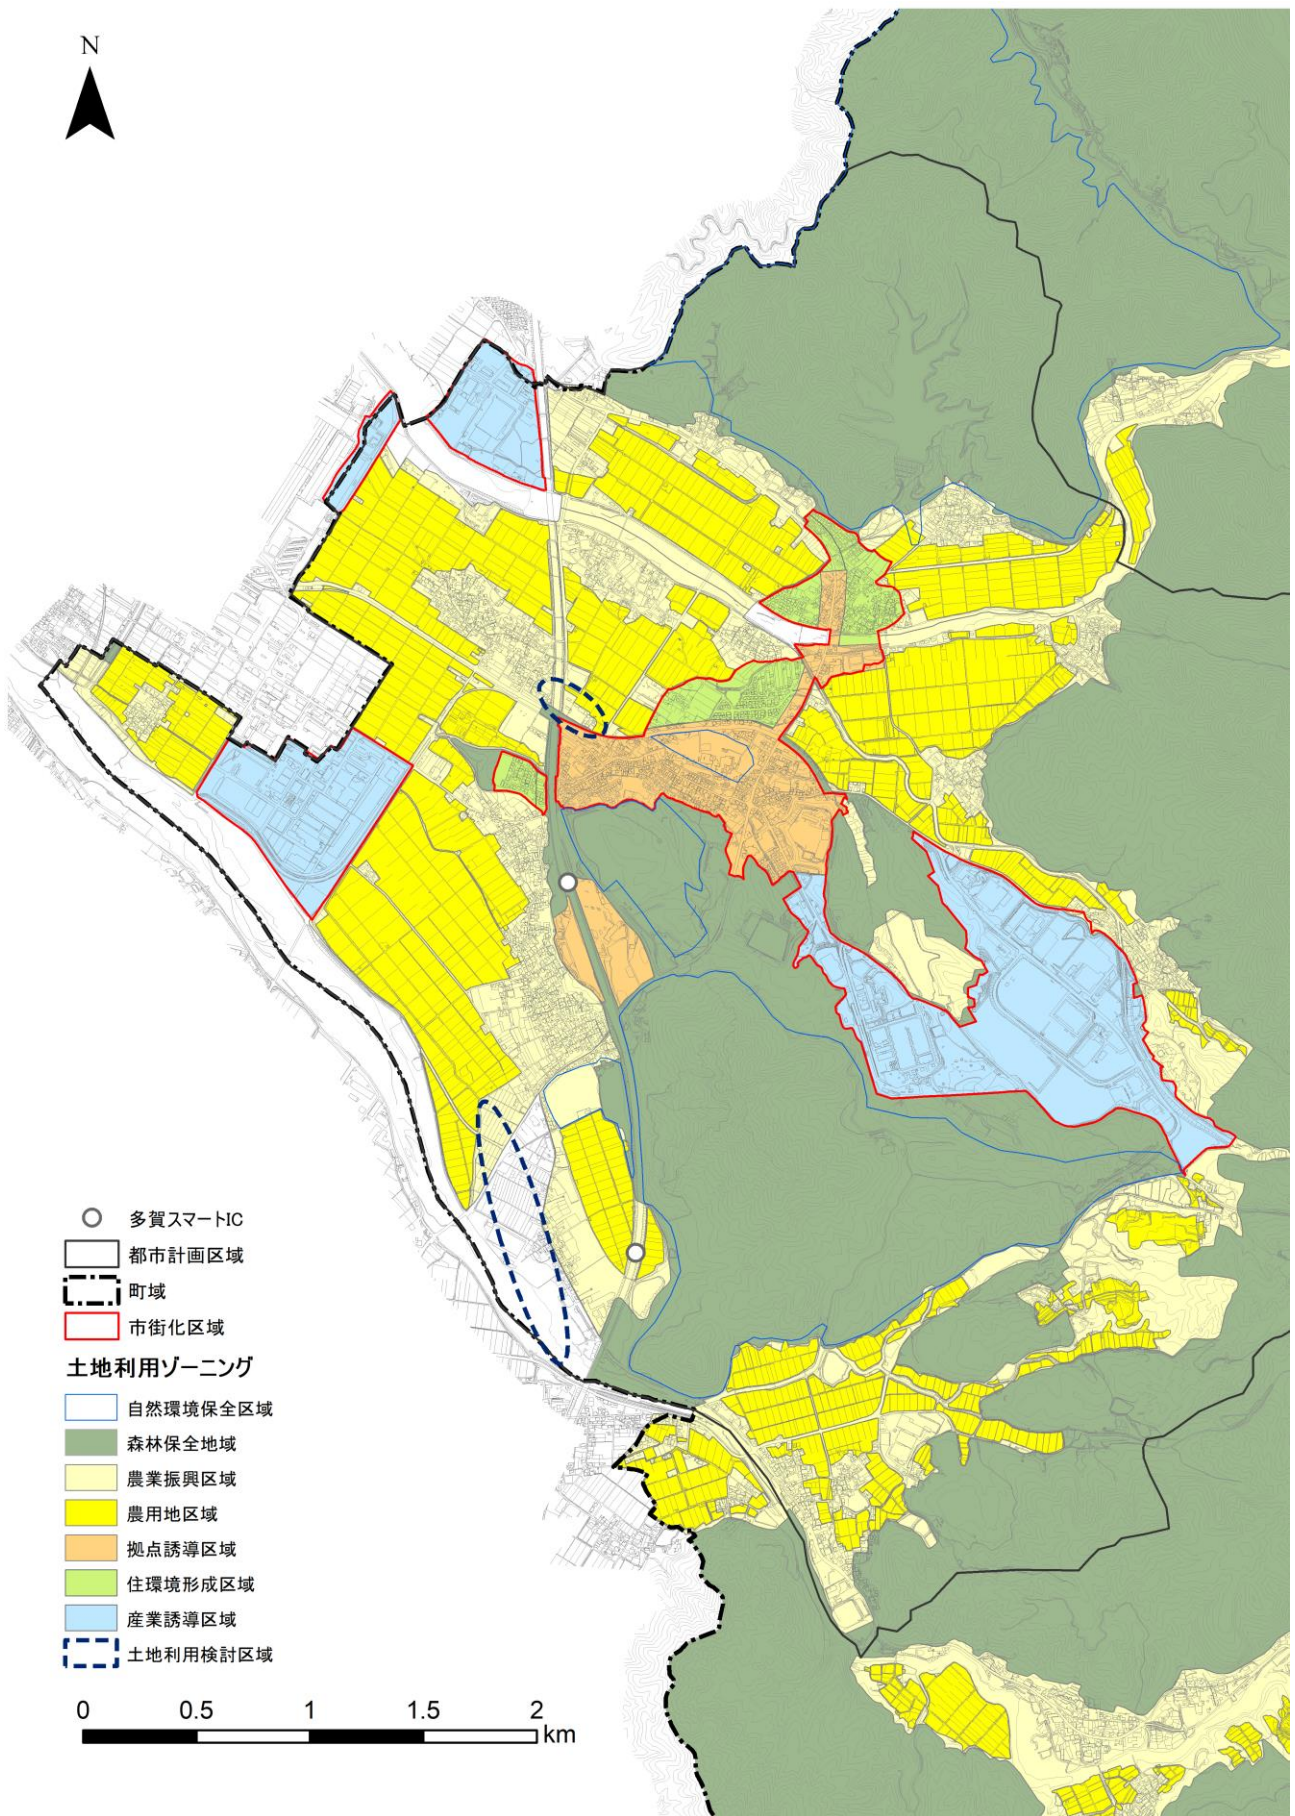 N
多賀スマートIC
都市計画区域
町域
市街化区域
土地利用ゾーニング
自然環境保全区域
森林保全地域
農業振興区域
農用地区域
拠点誘導区域
住環境形成区域
産業誘導区域
土地利用検討区域
0 0.5 1 1.5 2
km